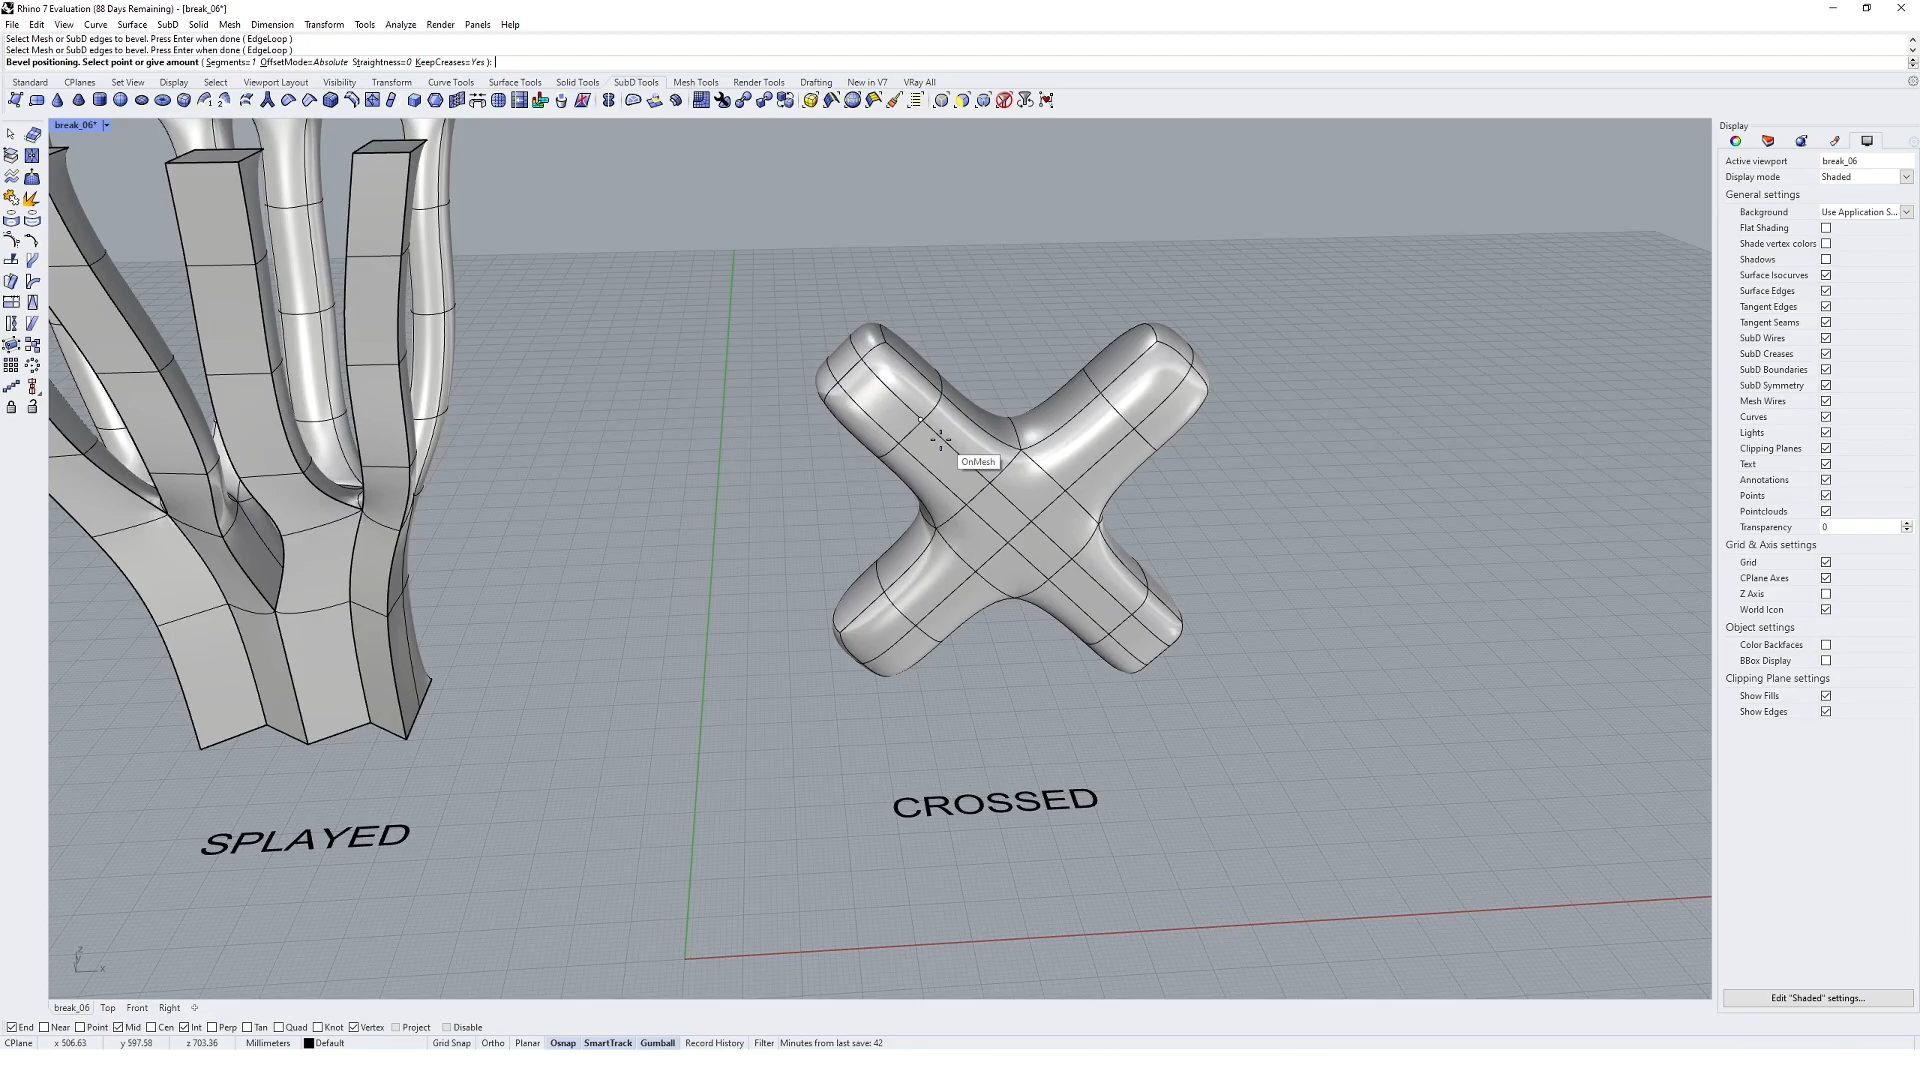 Rhino 7 Evaluation (88 Days Remaining) - [break_06*]
File Edit View Curve Surface SubD Solid Mesh Dimension Transform Tools Analyze Render Panels Help
Select Mesh or SubD edges to bevel. Press Enter when done ( EdgeLoop )
Select Mesh or SubD edges to bevel. Press Enter when done ( EdgeLoop )
Bevel positioning. Select point or give amount ( Segments=1 OffsetMode=Absolute Straightness=0 KeepCreases=Yes ):
Standard CPlanes Set View Display Select Viewport Layout Visibility Transform Curve Tools Surface Tools Solid Tools SubD Tools Mesh Tools Render Tools Drafting New in V7 VRay All
break_06*
Display
Active viewport break_06
Display mode Shaded
General settings
Background Use Application S...
Flat Shading
Shade vertex colors
Shadows
Surface Isocurves
Surface Edges
Tangent Edges
Tangent Seams
SubD Wires
SubD Creases
SubD Boundaries
SubD Symmetry
Mesh Wires
Curves
Lights
Clipping Planes
Text
Annotations
Points
Pointclouds
Transparency 0
Grid & Axis settings
Grid
CPlane Axes
Z Axis
World Icon
Object settings
Color Backfaces
BBox Display
Clipping Plane settings
Show Fills
Show Edges
Edit "Shaded" settings...
OnMesh
CROSSED
SPLAYED
z
y
x
break_06 Top Front Right
End Near Point Mid Cen Int Perp Tan Quad Knot Vertex Project Disable
CPlane x 506.63 y 597.58 z 703.36 Millimeters Default Grid Snap Ortho Planar Osnap SmartTrack Gumball Record History Filter Minutes from last save: 42